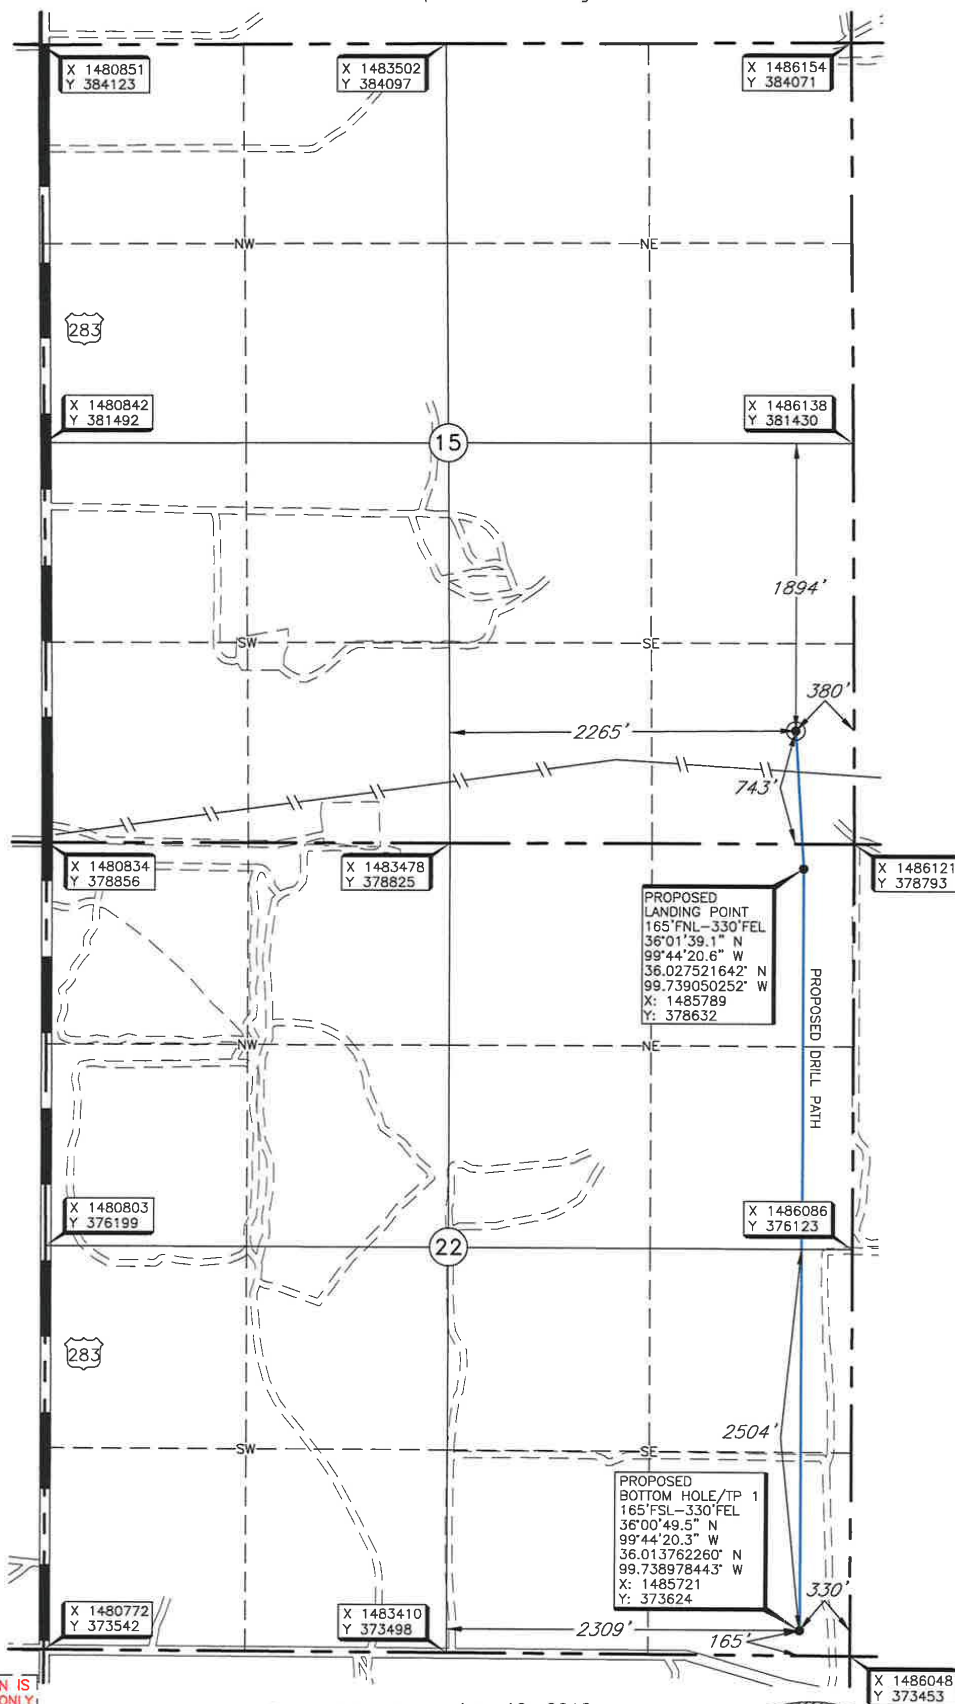 X 1480851
Y 384123
X 1483502
Y 384097
X 1486154
Y 384071
NW
NE
283
X 1480842
Y 381492
X 1486138
Y 381430
15
1894'
SW
SE
380'
2265'
743'
X 1480834
Y 378856
X 1483478
Y 378825
X 1486121
Y 378793
PROPOSED
LANDING POINT
165'FNL-330'FEL
36°01'39.1" N
99°44'20.6" W
36.027521642° N
99.739050252° W
X: 1485789
Y: 378632
PROPOSED DRILL PATH
NW
NE
X 1480803
Y 376199
X 1486086
Y 376123
22
283
2504'
SW
SE
PROPOSED
BOTTOM HOLE/TP 1
165'FSL-330'FEL
36°00'49.5" N
99°44'20.3" W
36.013762260° N
99.738978443° W
X: 1485721
Y: 373624
330'
X 1480772
Y 373542
X 1483410
Y 373498
2309'
165'
X 1486048
Y 373453
N IS
ONLY